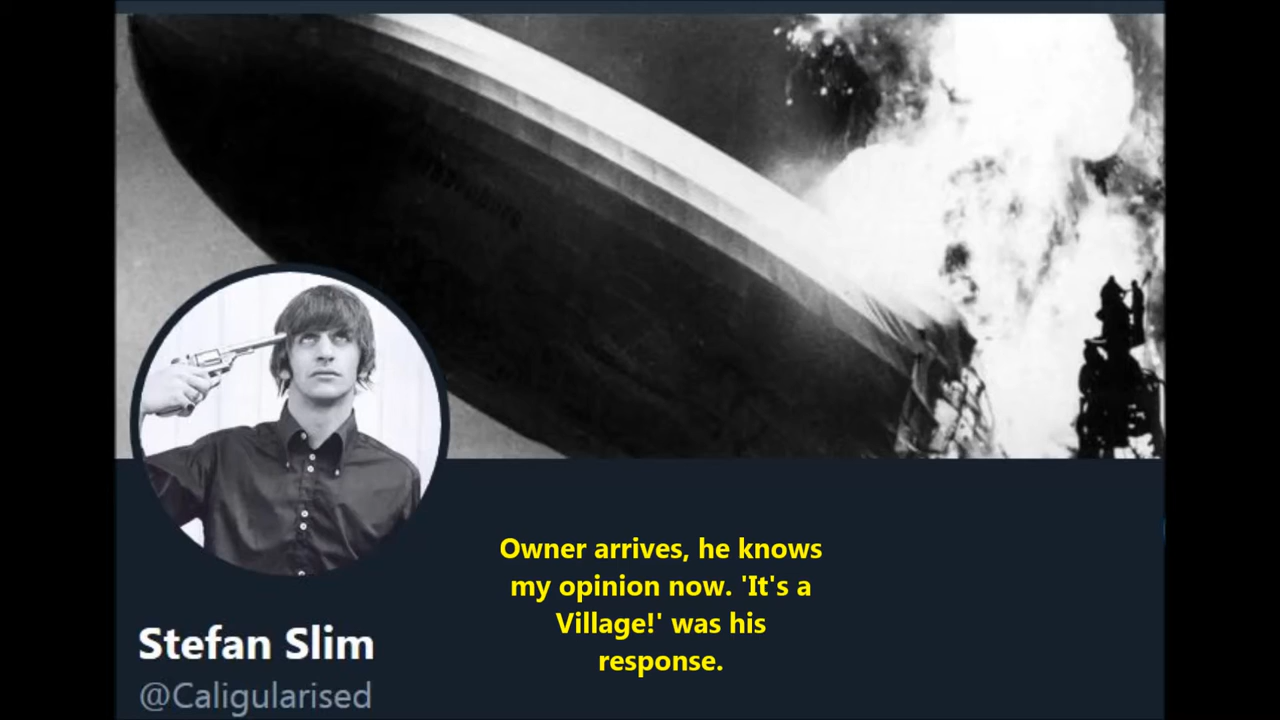 Owner arrives, he knows
my opinion now. 'It's a
Village!' was his
response.
Stefan Slim
@Caligularised